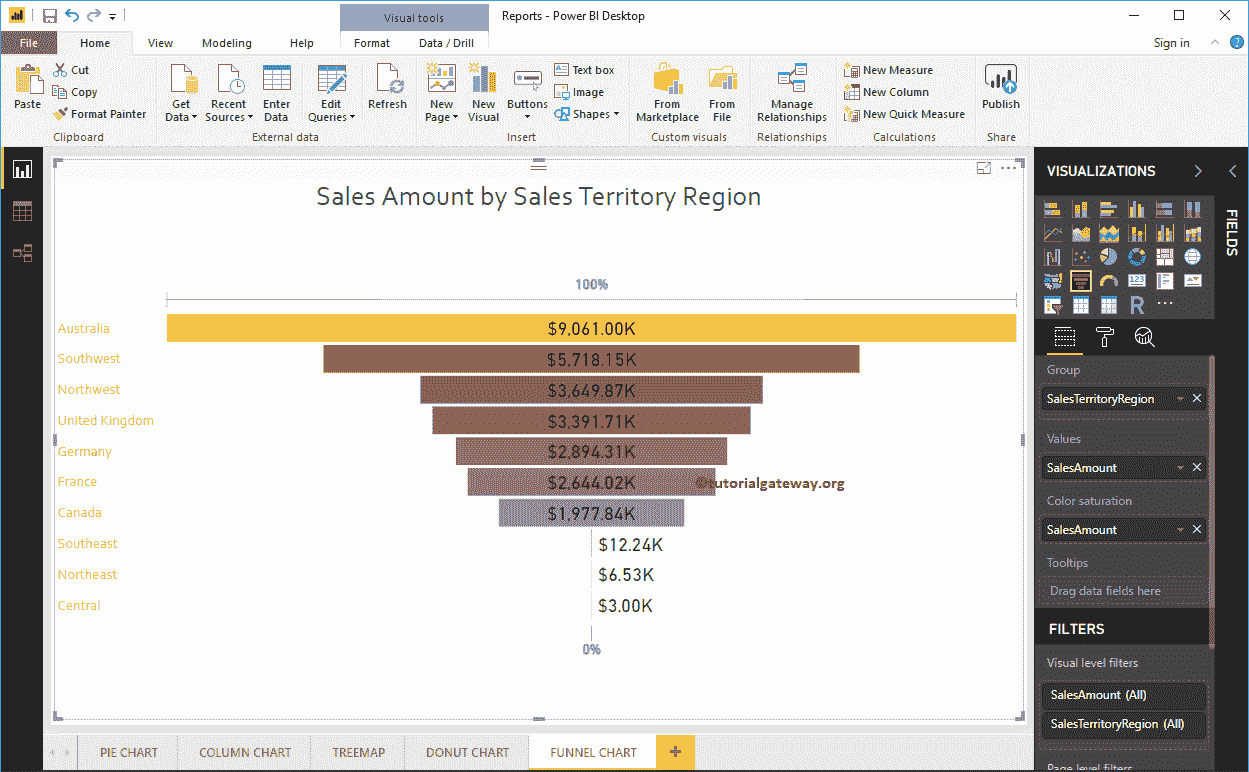 Visual tools
Reports - Power BI Desktop
File Home View Modeling Help Format Data / Drill Sign in
Paste
Cut
Copy
Format Painter
Clipboard
Get Data
Recent Sources
Enter Data
Edit Queries
External data
Refresh
New Page
New Visual
Buttons
Text box
Image
Shapes
Insert
From Marketplace
From File
Custom visuals
Manage Relationships
Relationships
New Measure
New Column
New Quick Measure
Calculations
Publish
Share
Sales Amount by Sales Territory Region
100%
Australia $9,061.00K
Southwest $5,718.15K
Northwest $3,649.87K
United Kingdom $3,391.71K
Germany $2,894.31K
France $2,644.02K
©tutorialgateway.org
Canada $1,977.84K
Southeast $12.24K
Northeast $6.53K
Central $3.00K
0%
PIE CHART COLUMN CHART TREEMAP DONUT CHART FUNNEL CHART +
VISUALIZATIONS
FIELDS
123
R
Group
SalesTerritoryRegion
Values
SalesAmount
Color saturation
SalesAmount
Tooltips
Drag data fields here
FILTERS
Visual level filters
SalesAmount (All)
SalesTerritoryRegion (All)
Page level filters